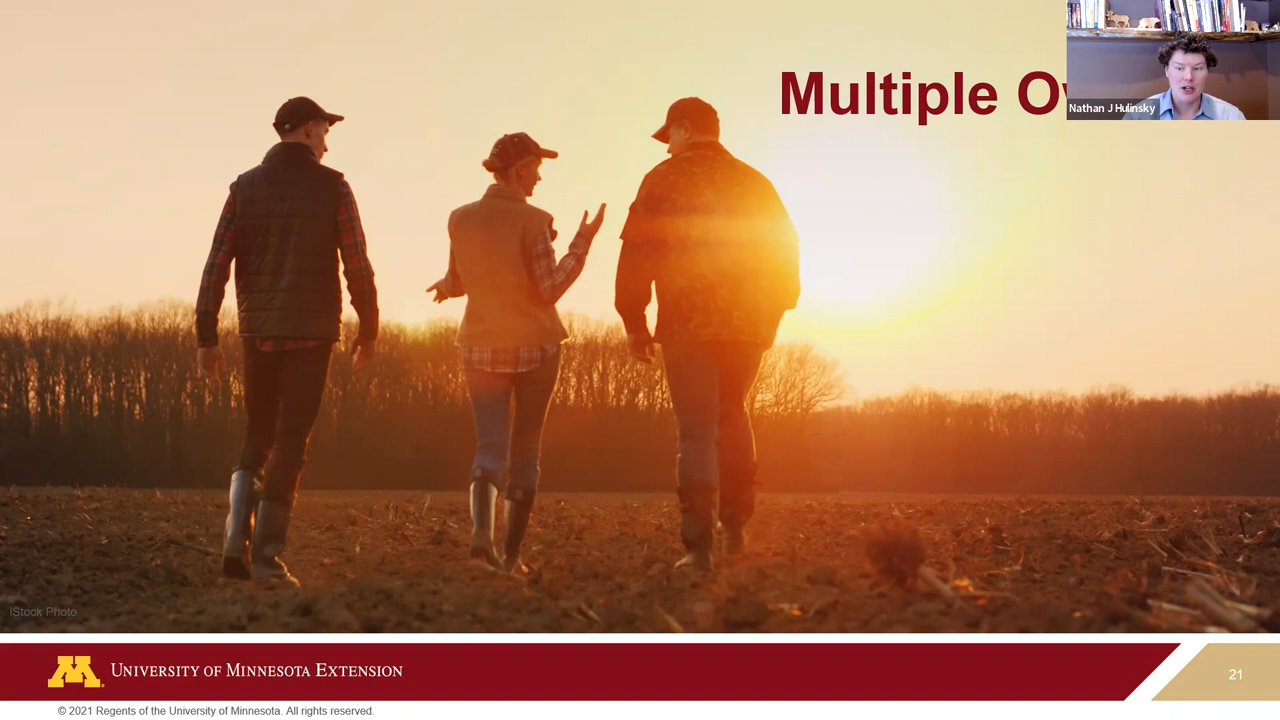 Multiple
Nathan J Hulinsky
iStock Photo
UNIVERSITY OF MINNESOTA EXTENSION
21
© 2021 Regents of the University of Minnesota. All rights reserved.